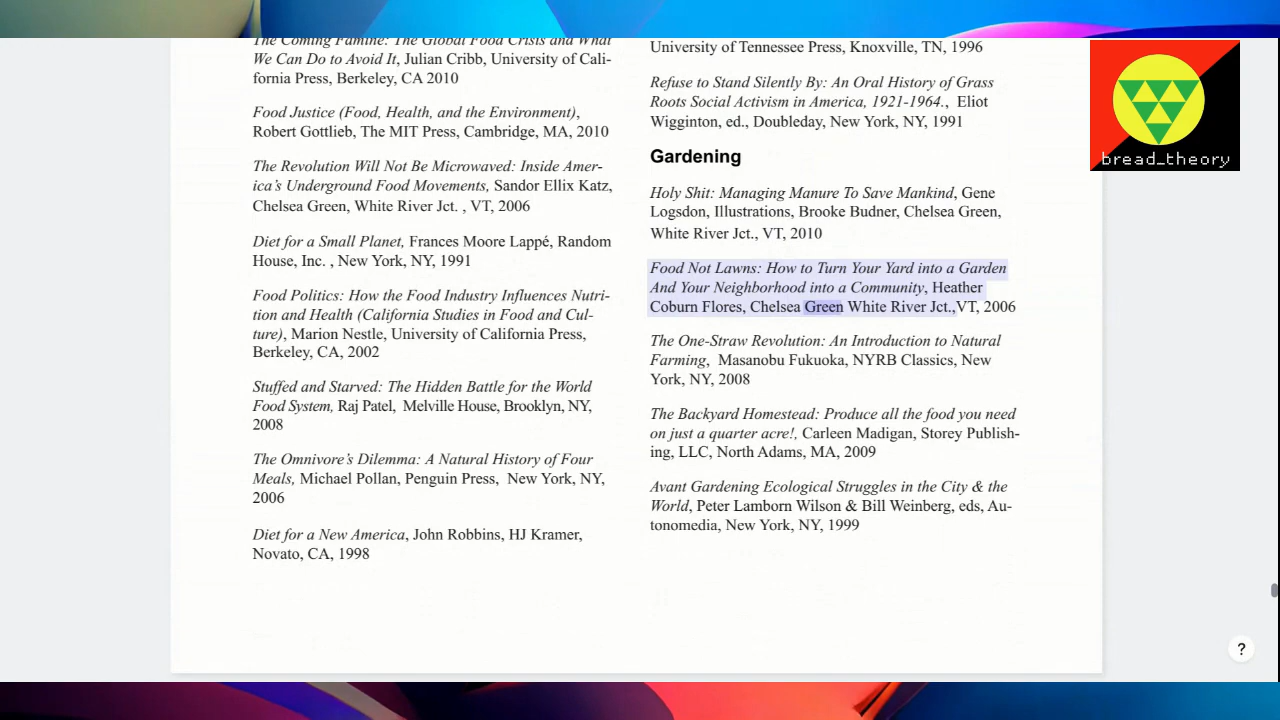 The Coming Famine: The Global Food Crisis and What
We Can Do to Avoid It, Julian Cribb, University of Cali-
fornia Press, Berkeley, CA 2010
Food Justice (Food, Health, and the Environment),
Robert Gottlieb, The MIT Press, Cambridge, MA, 2010
The Revolution Will Not Be Microwaved: Inside Amer-
ica’s Underground Food Movements, Sandor Ellix Katz,
Chelsea Green, White River Jct. , VT, 2006
Diet for a Small Planet, Frances Moore Lappé, Random
House, Inc. , New York, NY, 1991
Food Politics: How the Food Industry Influences Nutri-
tion and Health (California Studies in Food and Cul-
ture), Marion Nestle, University of California Press,
Berkeley, CA, 2002
Stuffed and Starved: The Hidden Battle for the World
Food System, Raj Patel, Melville House, Brooklyn, NY,
2008
The Omnivore’s Dilemma: A Natural History of Four
Meals, Michael Pollan, Penguin Press, New York, NY,
2006
Diet for a New America, John Robbins, HJ Kramer,
Novato, CA, 1998
University of Tennessee Press, Knoxville, TN, 1996
Refuse to Stand Silently By: An Oral History of Grass
Roots Social Activism in America, 1921-1964., Eliot
Wigginton, ed., Doubleday, New York, NY, 1991
Gardening
Holy Shit: Managing Manure To Save Mankind, Gene
Logsdon, Illustrations, Brooke Budner, Chelsea Green,
White River Jct., VT, 2010
Food Not Lawns: How to Turn Your Yard into a Garden
And Your Neighborhood into a Community, Heather
Coburn Flores, Chelsea Green White River Jct.,VT, 2006
The One-Straw Revolution: An Introduction to Natural
Farming, Masanobu Fukuoka, NYRB Classics, New
York, NY, 2008
The Backyard Homestead: Produce all the food you need
on just a quarter acre!, Carleen Madigan, Storey Publish-
ing, LLC, North Adams, MA, 2009
Avant Gardening Ecological Struggles in the City & the
World, Peter Lamborn Wilson & Bill Weinberg, eds, Au-
tonomedia, New York, NY, 1999
bread_theory
?